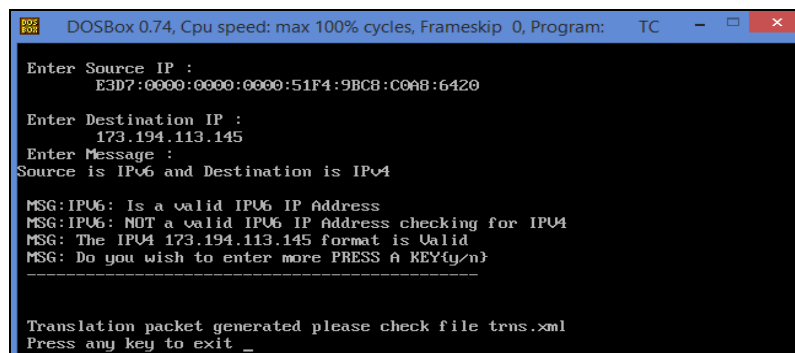 DOS BOX DOSBox 0.74, Cpu speed: max 100% cycles, Frameskip 0, Program: TC
Enter Source IP :
E3D7:0000:0000:0000:51F4:9BC8:C0A8:6420
Enter Destination IP :
173.194.113.145
Enter Message :
Source is IPv6 and Destination is IPv4
MSG:IPV6: Is a valid IPV6 IP Address
MSG:IPV6: NOT a valid IPV6 IP Address checking for IPV4
MSG: The IPV4 173.194.113.145 format is Valid
MSG: Do you wish to enter more PRESS A KEY{y/n}
-----------------------------------------------
Translation packet generated please check file trns.xml
Press any key to exit _